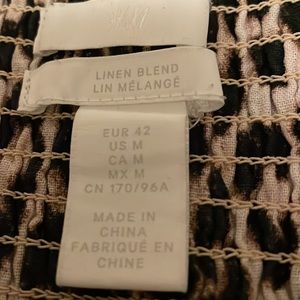 LINEN BLEND
LIN MÉLANGÉ
EUR 42
US M
CA M
MX M
CN 170/96A
MADE IN
CHINA
FABRIQUÉ EN
CHINE